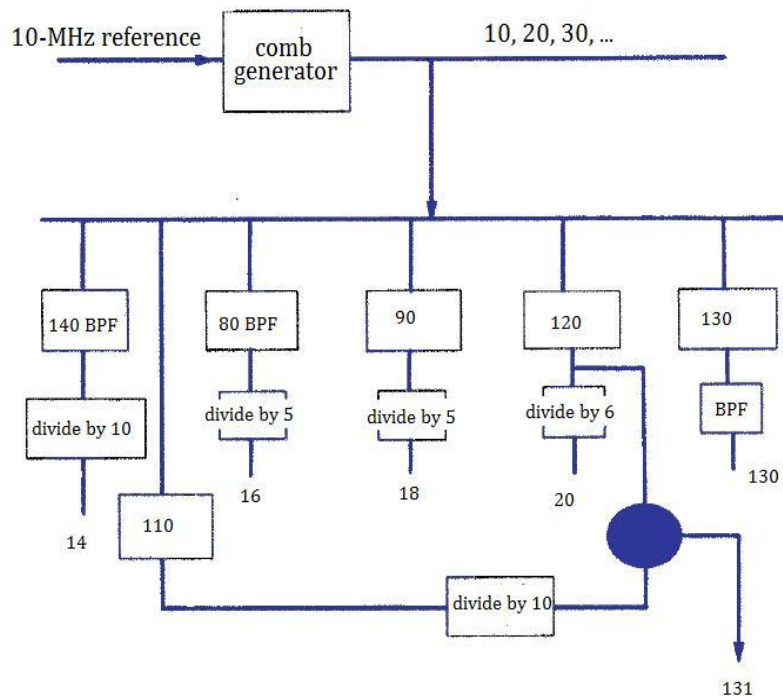 10-MHz reference
comb
generator
10, 20, 30, ...
140 BPF
80 BPF
90
120
130
divide by 10
divide by 5
divide by 5
divide by 6
BPF
14
16
18
20
130
110
divide by 10
131